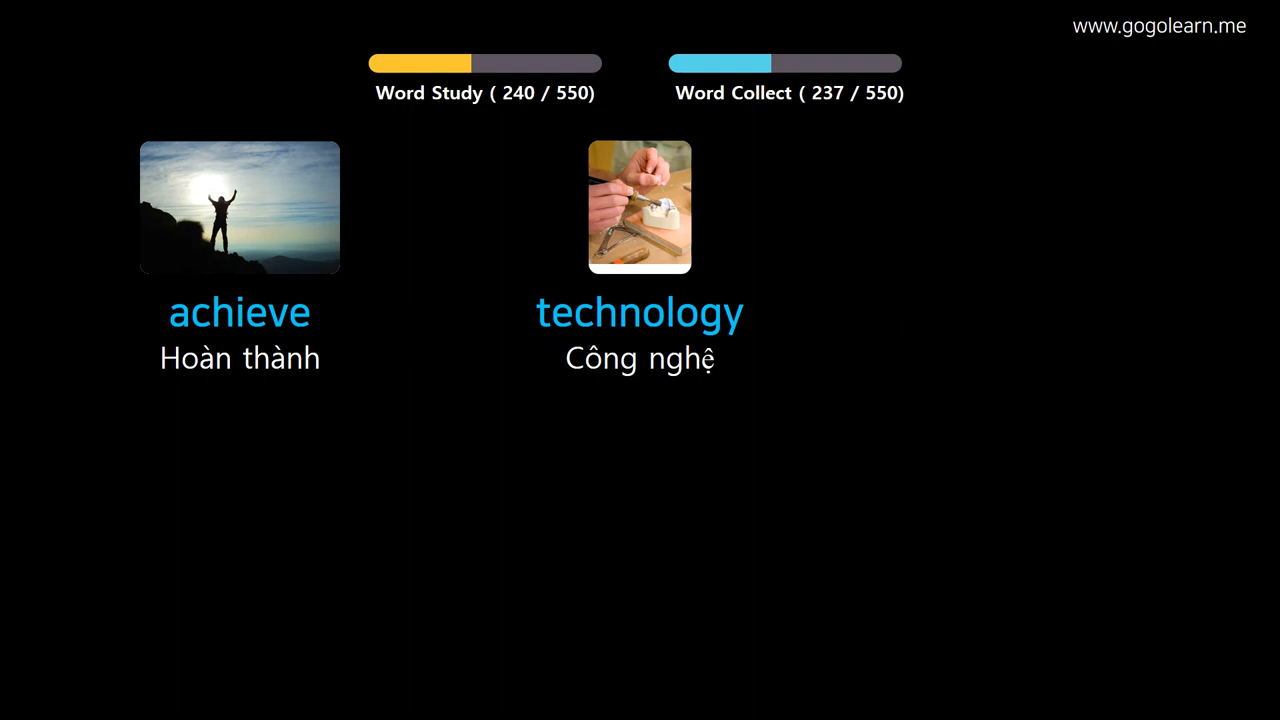 www.gogolearn.me
Word Study ( 240 / 550)
Word Collect ( 237 / 550)
achieve
Hoàn thành
technology
Công nghệ